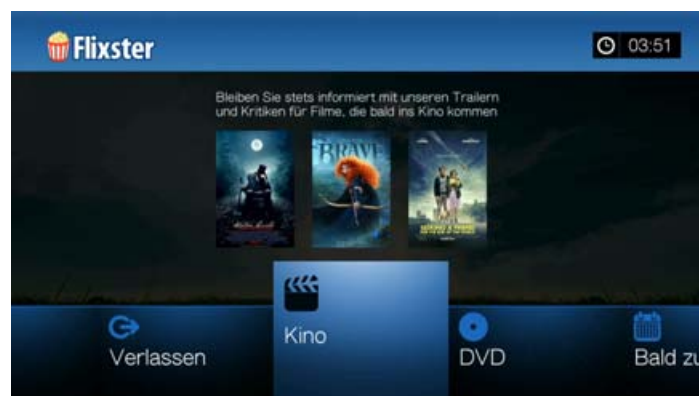 Flixster
03:51
Bleiben Sie stets informiert mit unseren Trailern
und Kritiken für Filme, die bald ins Kino kommen
BRAVE
Kino
Verlassen
DVD
Bald zu